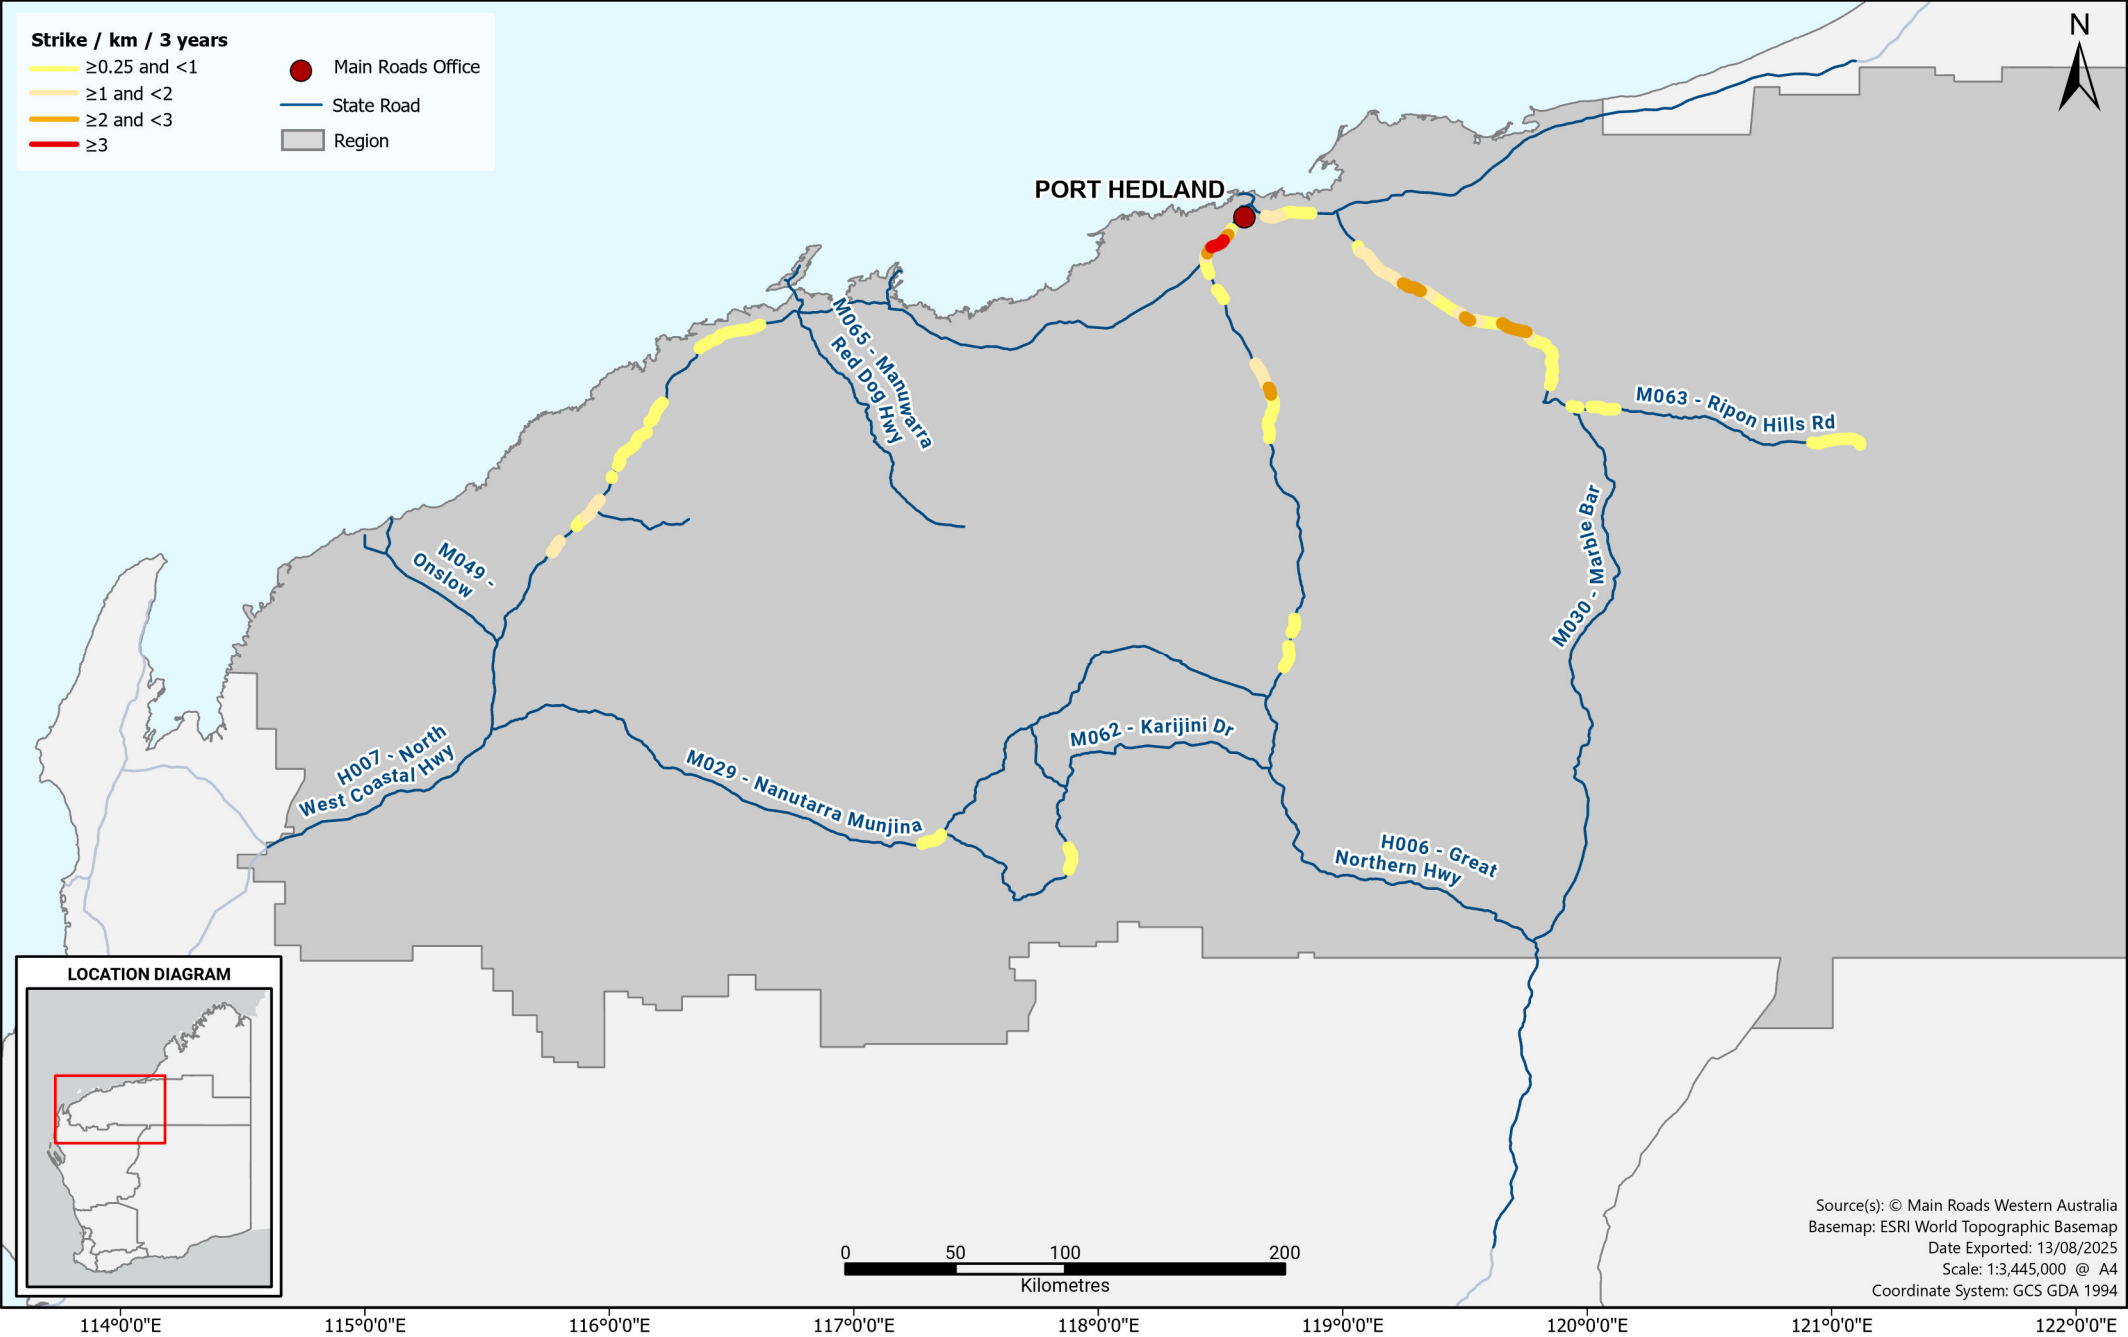 Strike / km / 3 years
≥0.25 and <1
≥1 and <2
≥2 and <3
≥3
Main Roads Office
State Road
Region
N
PORT HEDLAND
M065 - Manuwarra
Red Dog Hwy
M063 - Ripon Hills Rd
M030 - Marble Bar
M049 -
Onslow
H007 - North
West Coastal Hwy
M029 - Nanutarra Munjina
M062 - Karijini Dr
H006 - Great
Northern Hwy
LOCATION DIAGRAM
0 50 100 200
Kilometres
Source(s): © Main Roads Western Australia
Basemap: ESRI World Topographic Basemap
Date Exported: 13/08/2025
Scale: 1:3,445,000 @ A4
Coordinate System: GCS GDA 1994
114°0'0"E 115°0'0"E 116°0'0"E 117°0'0"E 118°0'0"E 119°0'0"E 120°0'0"E 121°0'0"E 122°0'0"E